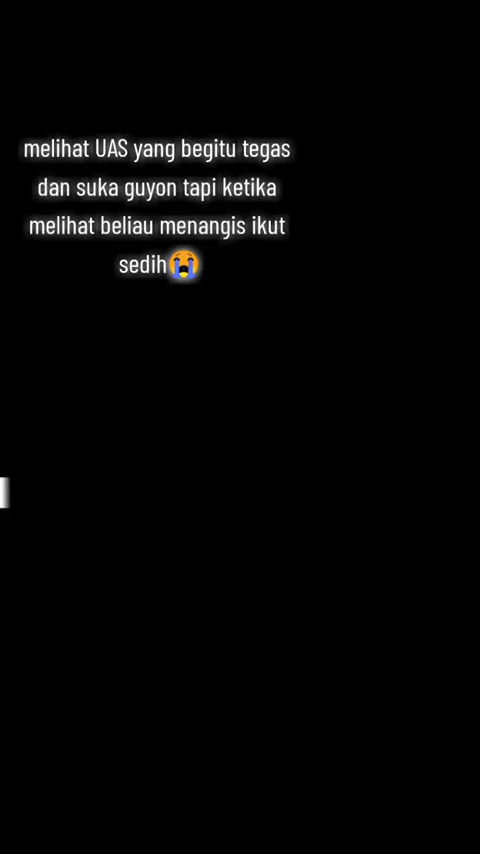 melihat UAS yang begitu tegas
dan suka guyon tapi ketika
melihat beliau menangis ikut
sedih😭